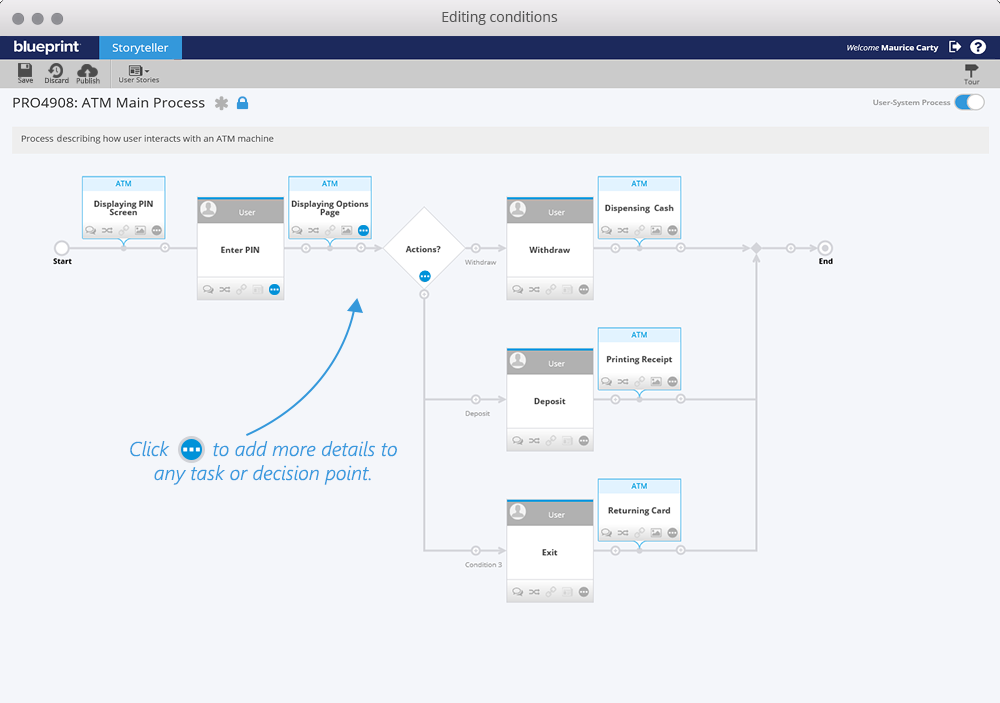 Editing conditions
blueprint Storyteller Welcome Maurice Carty ?
Save Discard Publish User Stories Tour
PRO4908: ATM Main Process User-System Process
Process describing how user interacts with an ATM machine
ATM
Displaying PIN
Screen
User
Enter PIN
ATM
Displaying Options
Page
Actions?
Withdraw
User
Withdraw
ATM
Dispensing Cash
Start
End
Deposit
User
Deposit
ATM
Printing Receipt
Click ... to add more details to
any task or decision point.
Condition 3
User
Exit
ATM
Returning Card